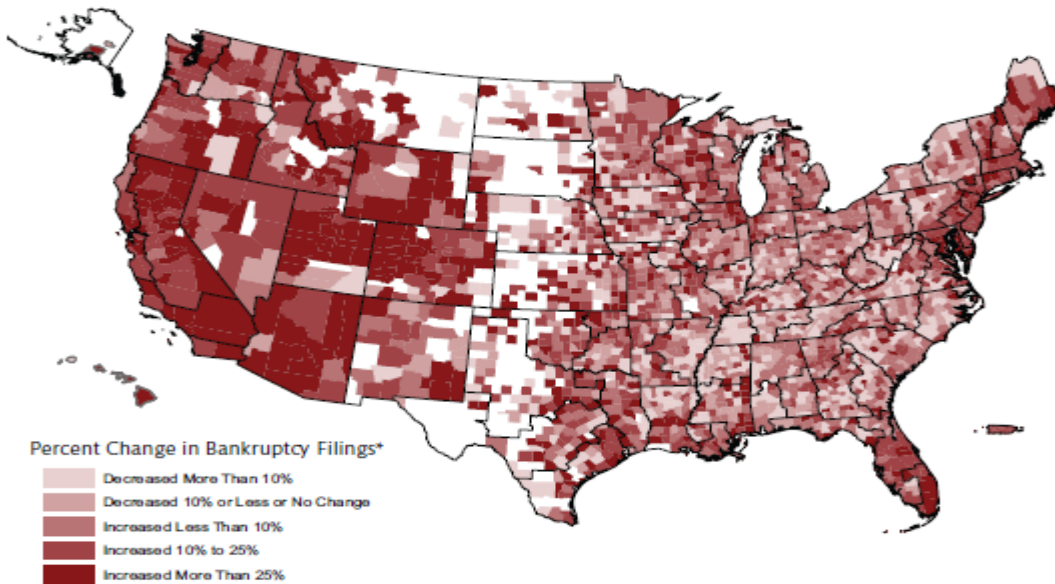 Percent Change in Bankruptcy Filings*
Decreased More Than 10%
Decreased 10% or Less or No Change
Increased Less Than 10%
Increased 10% to 25%
Increased More Than 25%